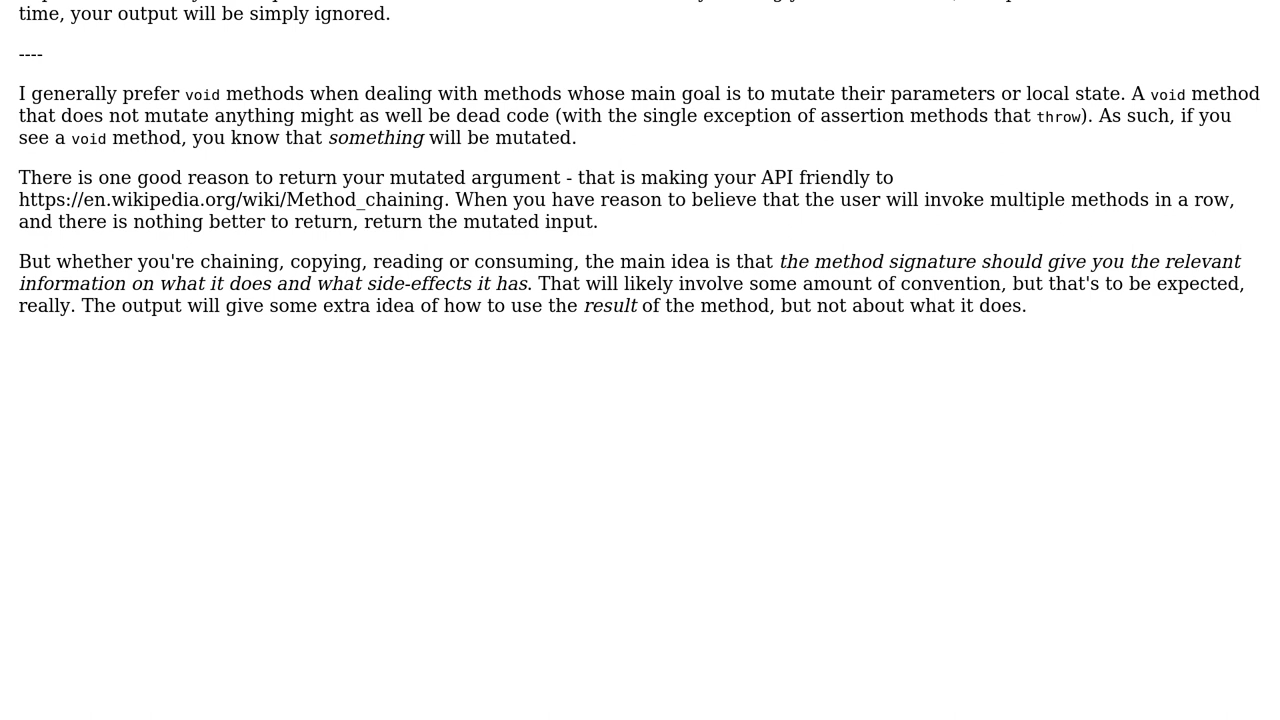 time, your output will be simply ignored.
----
I generally prefer void methods when dealing with methods whose main goal is to mutate their parameters or local state. A void method
that does not mutate anything might as well be dead code (with the single exception of assertion methods that throw). As such, if you
see a void method, you know that something will be mutated.
There is one good reason to return your mutated argument - that is making your API friendly to
https://en.wikipedia.org/wiki/Method_chaining. When you have reason to believe that the user will invoke multiple methods in a row,
and there is nothing better to return, return the mutated input.
But whether you're chaining, copying, reading or consuming, the main idea is that the method signature should give you the relevant
information on what it does and what side-effects it has. That will likely involve some amount of convention, but that's to be expected,
really. The output will give some extra idea of how to use the result of the method, but not about what it does.